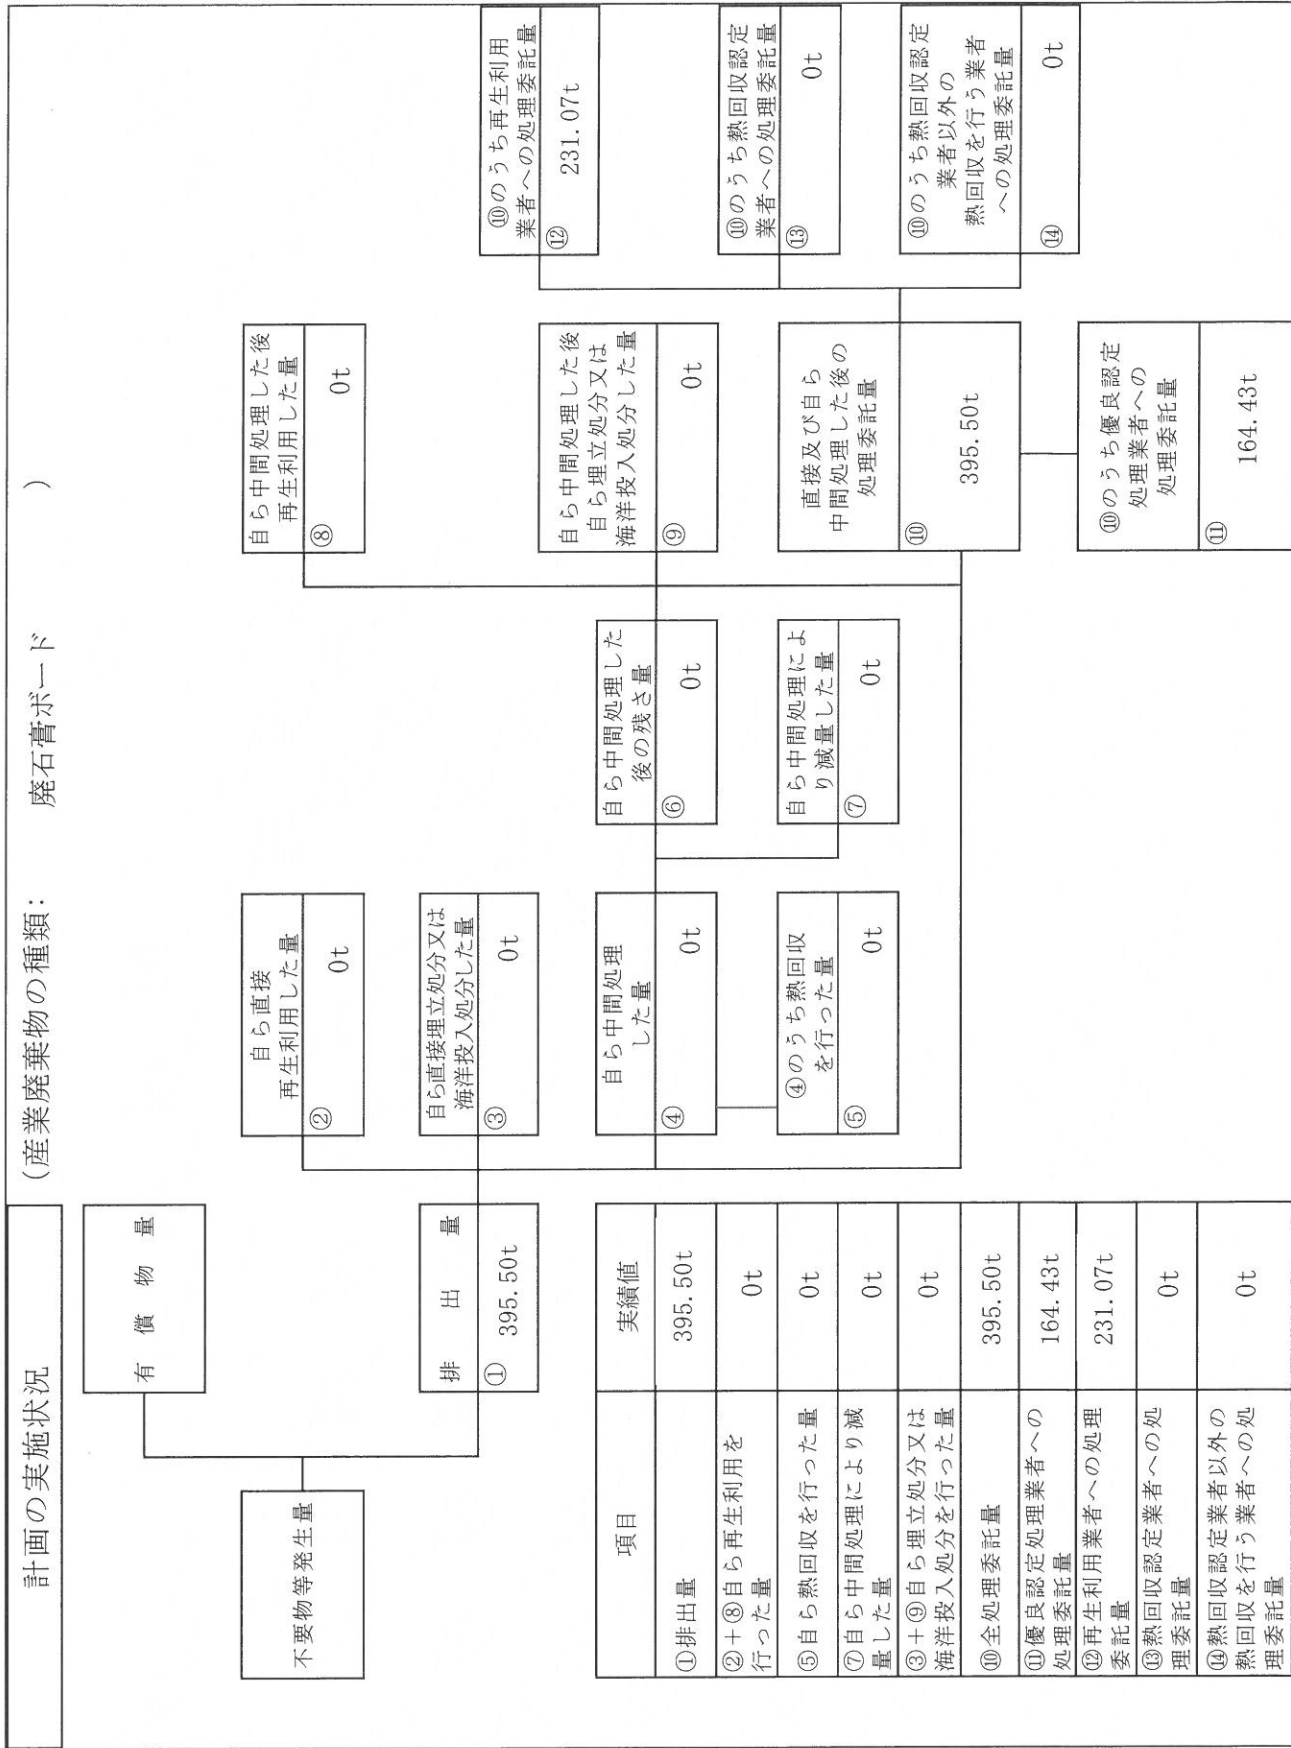 計画の実施状況
(産業廃棄物の種類: 廃石膏ボード )
不要物等発生量
有償物量
排出量
① 395.50t
自ら直接
再生利用した量
② 0t
自ら直接埋立処分又は
海洋投入処分した量
③ 0t
自ら中間処理
した量
④ 0t
④のうち熱回収
を行った量
⑤ 0t
自ら中間処理した
後の残さ量
⑥ 0t
自ら中間処理によ
り減量した量
⑦ 0t
自ら中間処理した後
再生利用した量
⑧ 0t
自ら中間処理した後
自ら埋立処分又は
海洋投入処分した量
⑨ 0t
直接及び自ら
中間処理した後の
処理委託量
⑩ 395.50t
⑩のうち優良認定
処理業者への
処理委託量
⑪ 164.43t
⑩のうち再生利用
業者への処理委託量
⑫ 231.07t
⑩のうち熱回収認定
業者への処理委託量
⑬ 0t
⑩のうち熱回収認定
業者以外の
熱回収を行う業者
への処理委託量
⑭ 0t
項目 実績値
①排出量 395.50t
②+⑧自ら再生利用を
行った量 0t
⑤自ら熱回収を行った量 0t
⑦自ら中間処理により減
量した量 0t
③+⑨自ら埋立処分又は
海洋投入処分を行った量 0t
⑩全処理委託量 395.50t
⑪優良認定処理業者への
処理委託量 164.43t
⑫再生利用業者への処理
委託量 231.07t
⑬熱回収認定業者への処
理委託量 0t
⑭熱回収認定業者以外の
熱回収を行う業者への処
理委託量 0t